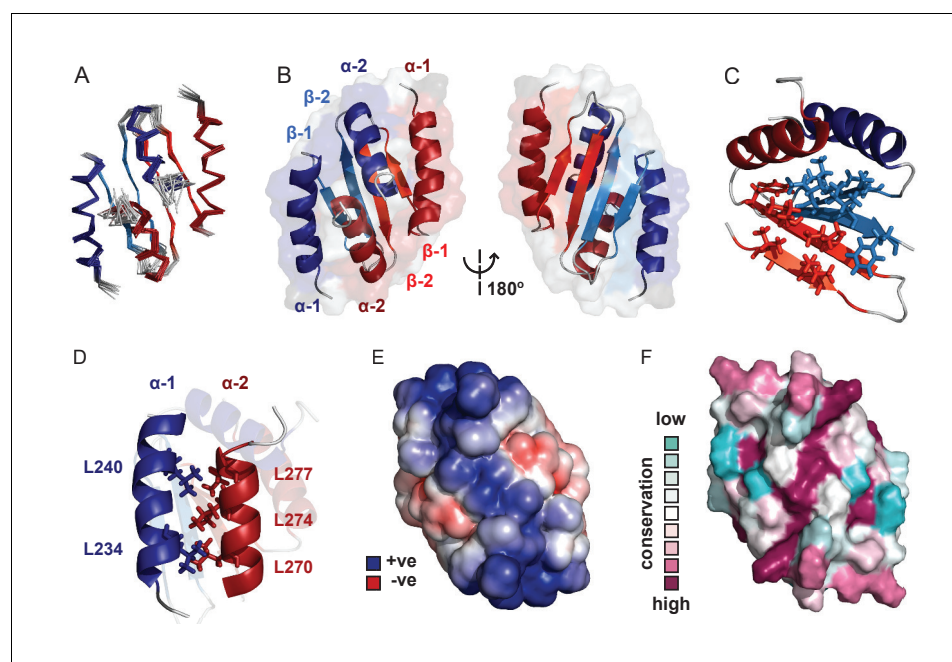 A
B
α-2
α-1
β-2
β-1
β-1
β-2
α-1
α-2
180º
C
D
α-1
α-2
L240
L277
L274
L234
L270
E
+ve
-ve
F
low
conservation
high